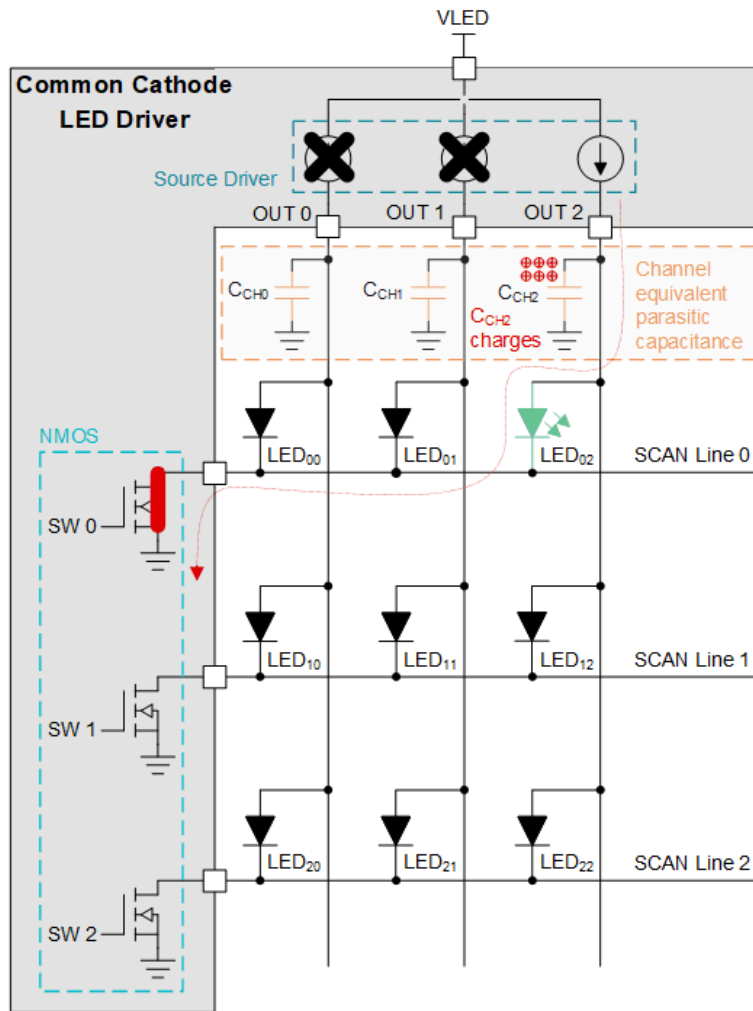 VLED
Common Cathode
LED Driver
Source Driver
OUT 0
OUT 1
OUT 2
CCH0
CCH1
CCH2
CCH2
charges
Channel
equivalent
parasitic
capacitance
NMOS
LED00
LED01
LED02
SCAN Line 0
SW 0
LED10
LED11
LED12
SCAN Line 1
SW 1
LED20
LED21
LED22
SCAN Line 2
SW 2